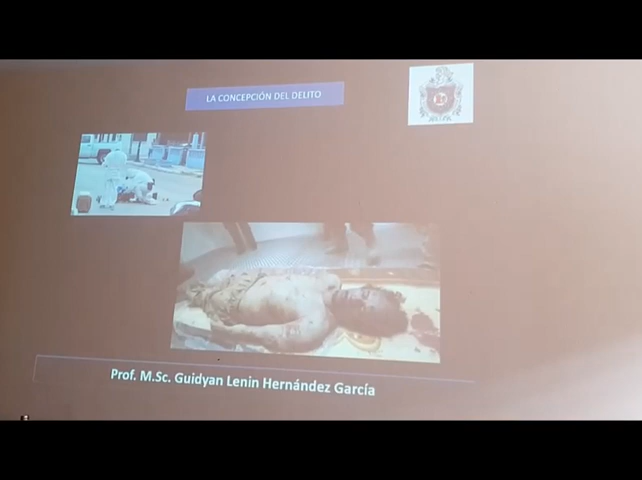 LA CONCEPCIÓN DEL DELITO
Prof. M.Sc. Guidyan Lenin Hernández García